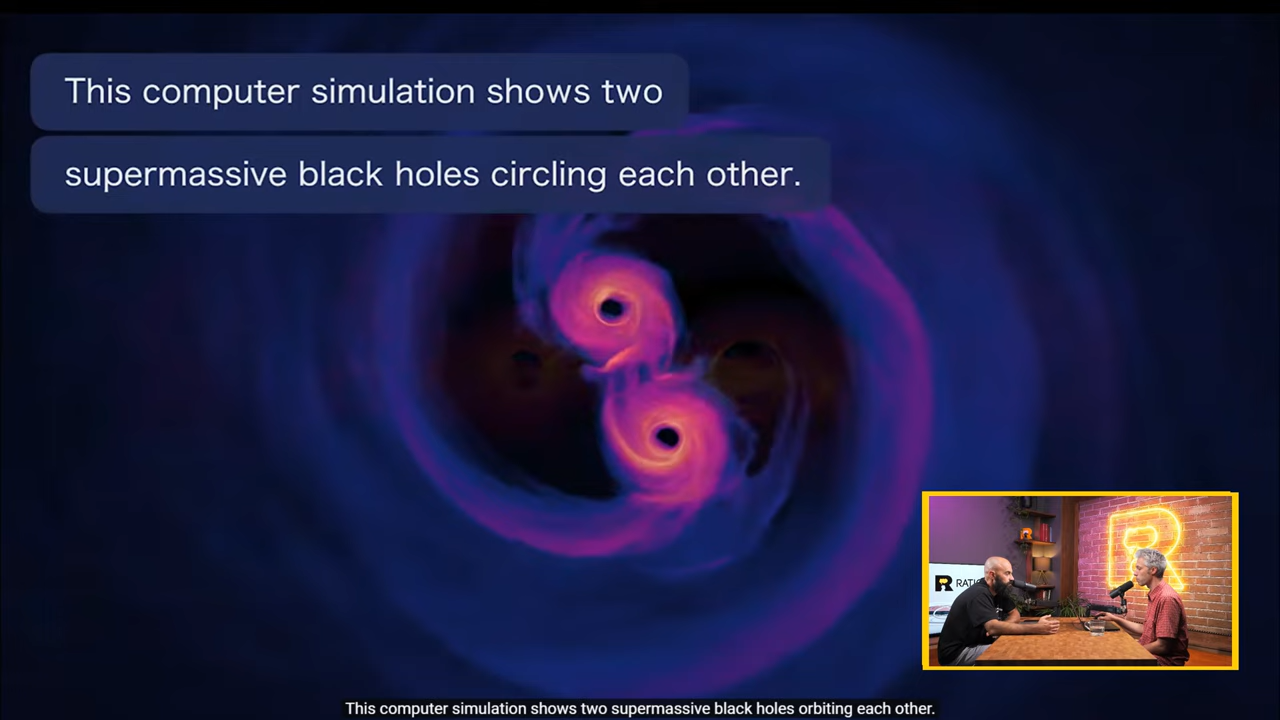 This computer simulation shows two
supermassive black holes circling each other.
R
R RATIO
This computer simulation shows two supermassive black holes orbiting each other.